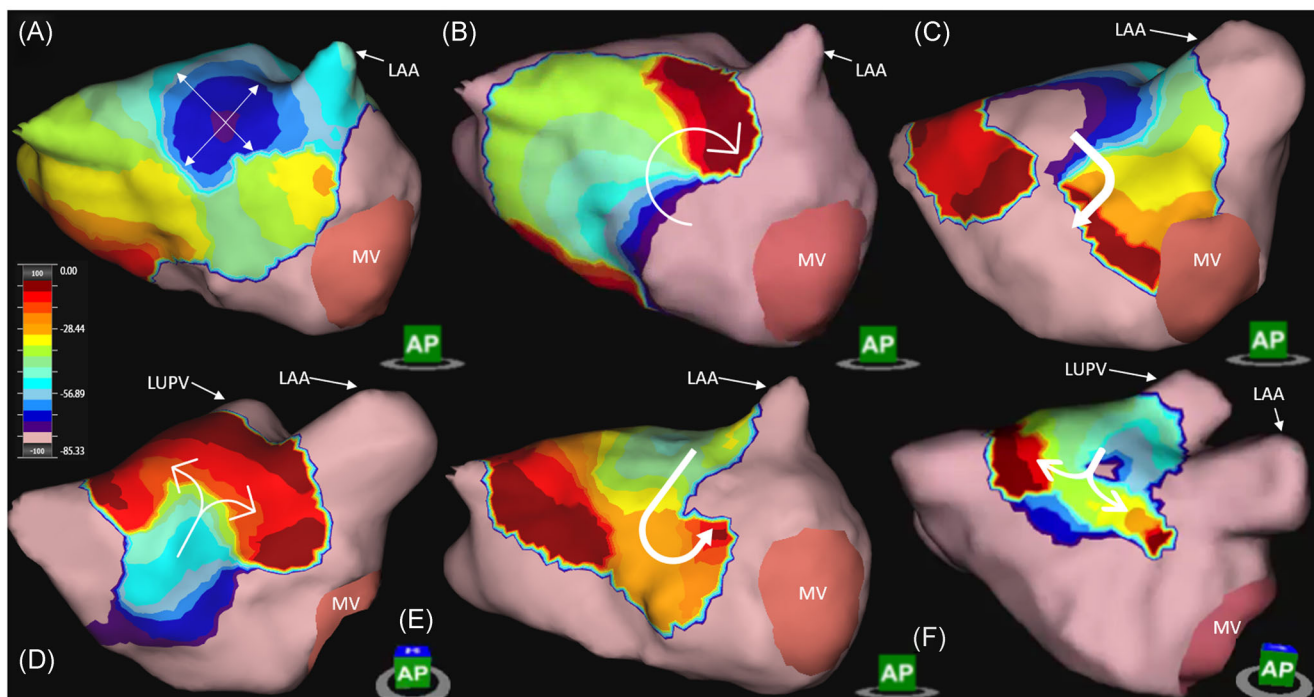 (A)
LAA
MV
AP
(B)
LAA
MV
AP
(C)
LAA
MV
AP
100
0.00
-28.44
-56.89
-85.33
-100
(D)
LUPV
LAA
MV
AP
(E)
LAA
MV
AP
(F)
LUPV
LAA
MV
AP